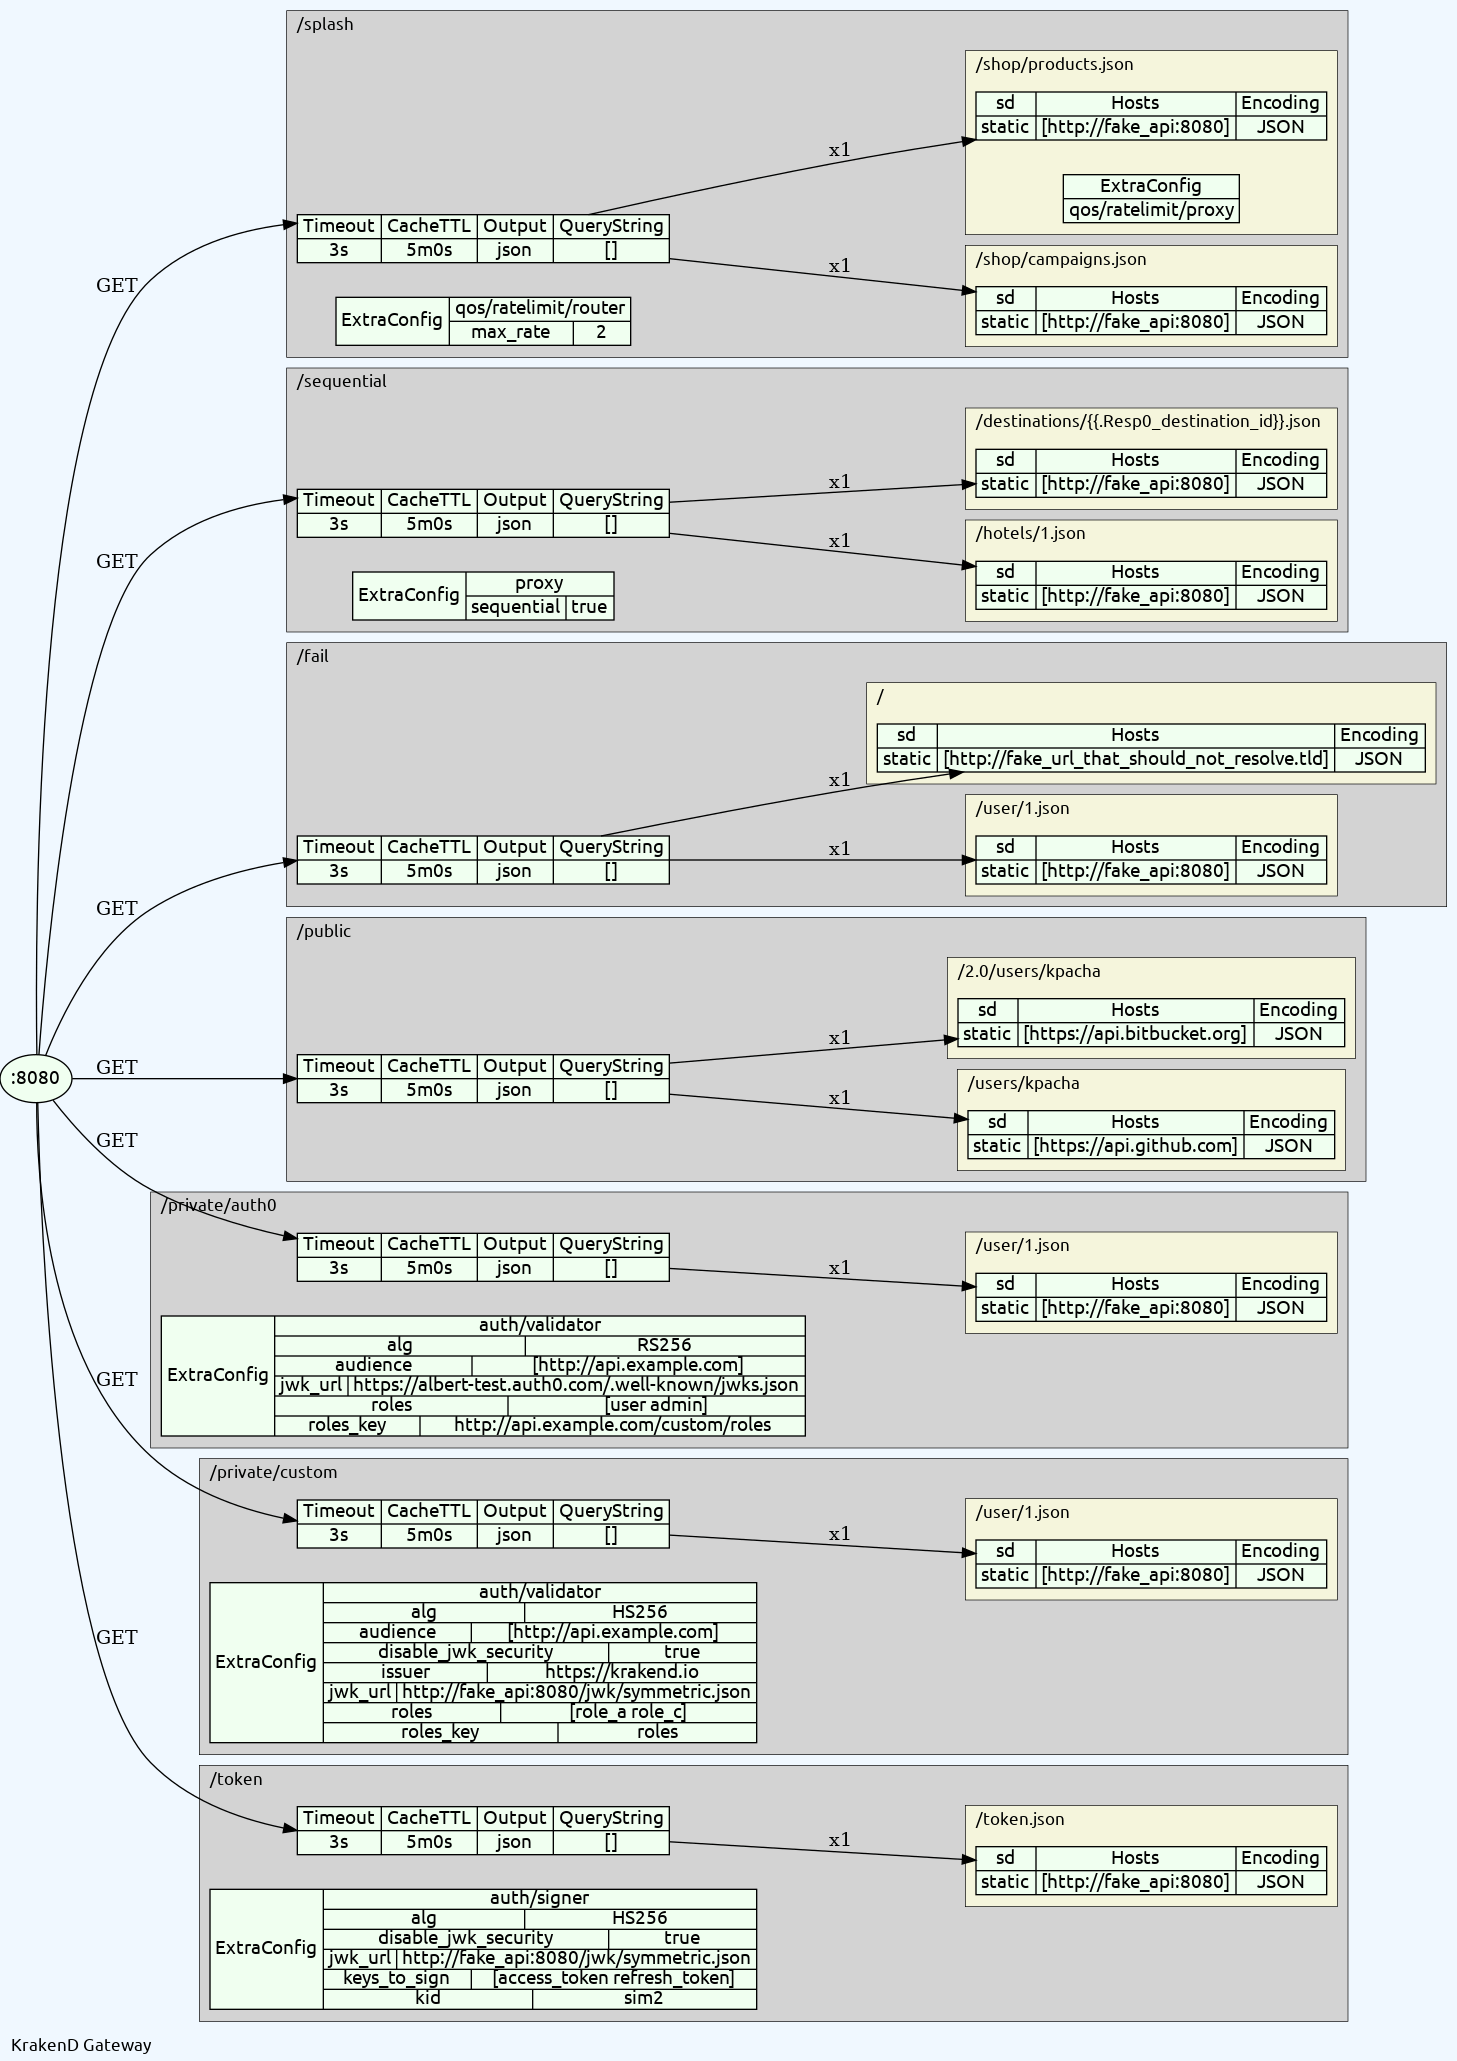 /splash
/shop/products.json
sd Hosts Encoding
static [http://fake_api:8080] JSON
x1
ExtraConfig
qos/ratelimit/proxy
Timeout CacheTTL Output QueryString
3s 5m0s json []
GET
/shop/campaigns.json
x1
sd Hosts Encoding
static [http://fake_api:8080] JSON
ExtraConfig qos/ratelimit/router
max_rate 2
/sequential
/destinations/{{.Resp0_destination_id}}.json
sd Hosts Encoding
static [http://fake_api:8080] JSON
x1
Timeout CacheTTL Output QueryString
3s 5m0s json []
GET
/hotels/1.json
x1
sd Hosts Encoding
static [http://fake_api:8080] JSON
ExtraConfig proxy
sequential true
/fail
/
sd Hosts Encoding
static [http://fake_url_that_should_not_resolve.tld] JSON
x1
/user/1.json
Timeout CacheTTL Output QueryString
3s 5m0s json []
x1
sd Hosts Encoding
static [http://fake_api:8080] JSON
GET
/public
/2.0/users/kpacha
sd Hosts Encoding
static [https://api.bitbucket.org] JSON
x1
:8080
GET
Timeout CacheTTL Output QueryString
3s 5m0s json []
/users/kpacha
x1
sd Hosts Encoding
static [https://api.github.com] JSON
GET
/private/auth0
Timeout CacheTTL Output QueryString
3s 5m0s json []
x1
/user/1.json
sd Hosts Encoding
static [http://fake_api:8080] JSON
ExtraConfig auth/validator
alg RS256
audience [http://api.example.com]
jwk_url https://albert-test.auth0.com/.well-known/jwks.json
roles [user admin]
roles_key http://api.example.com/custom/roles
GET
/private/custom
Timeout CacheTTL Output QueryString
3s 5m0s json []
x1
/user/1.json
sd Hosts Encoding
static [http://fake_api:8080] JSON
ExtraConfig auth/validator
alg HS256
audience [http://api.example.com]
disable_jwk_security true
issuer https://krakend.io
jwk_url http://fake_api:8080/jwk/symmetric.json
roles [role_a role_c]
roles_key roles
GET
/token
Timeout CacheTTL Output QueryString
3s 5m0s json []
x1
/token.json
sd Hosts Encoding
static [http://fake_api:8080] JSON
ExtraConfig auth/signer
alg HS256
disable_jwk_security true
jwk_url http://fake_api:8080/jwk/symmetric.json
keys_to_sign [access_token refresh_token]
kid sim2
KrakenD Gateway